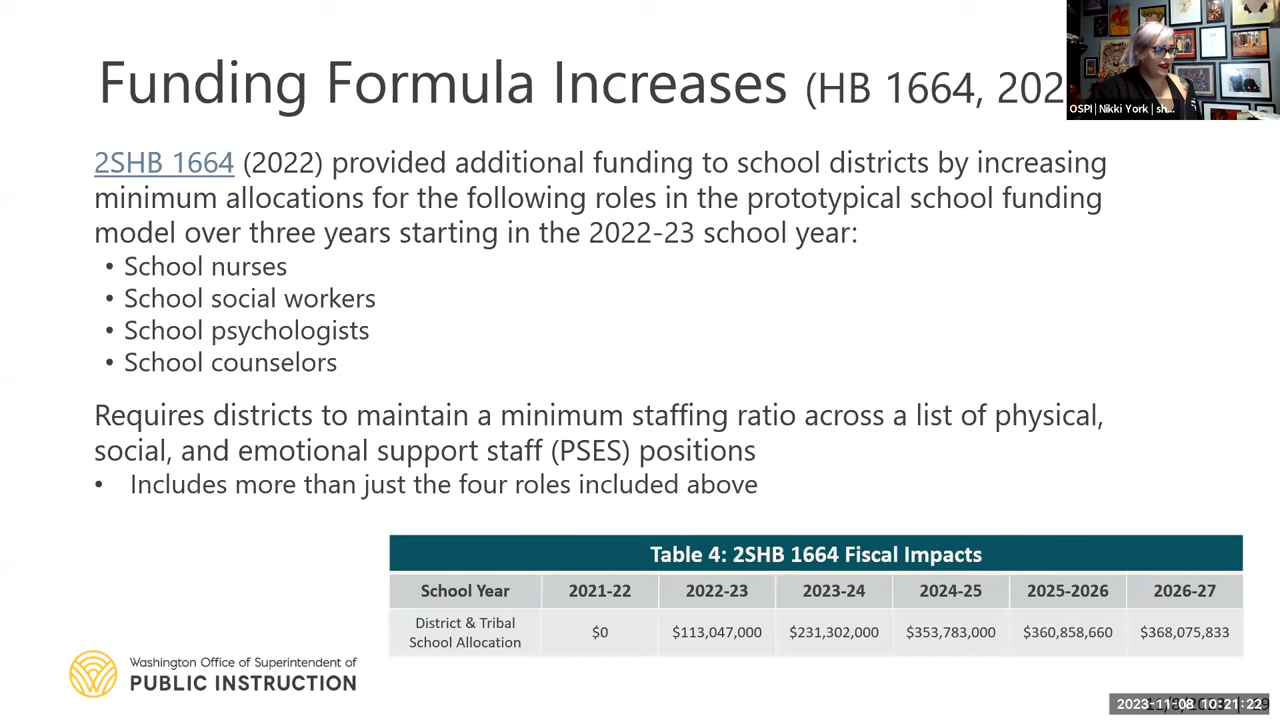 Funding Formula Increases (HB 1664, 202
OSPI | Nikki York | sh...
2SHB 1664 (2022) provided additional funding to school districts by increasing
minimum allocations for the following roles in the prototypical school funding
model over three years starting in the 2022-23 school year:
• School nurses
• School social workers
• School psychologists
• School counselors
Requires districts to maintain a minimum staffing ratio across a list of physical,
social, and emotional support staff (PSES) positions
• Includes more than just the four roles included above
Table 4: 2SHB 1664 Fiscal Impacts
School Year 2021-22 2022-23 2023-24 2024-25 2025-2026 2026-27
District & Tribal
School Allocation $0 $113,047,000 $231,302,000 $353,783,000 $360,858,660 $368,075,833
Washington Office of Superintendent of
PUBLIC INSTRUCTION
2023-11-08 10:21:22